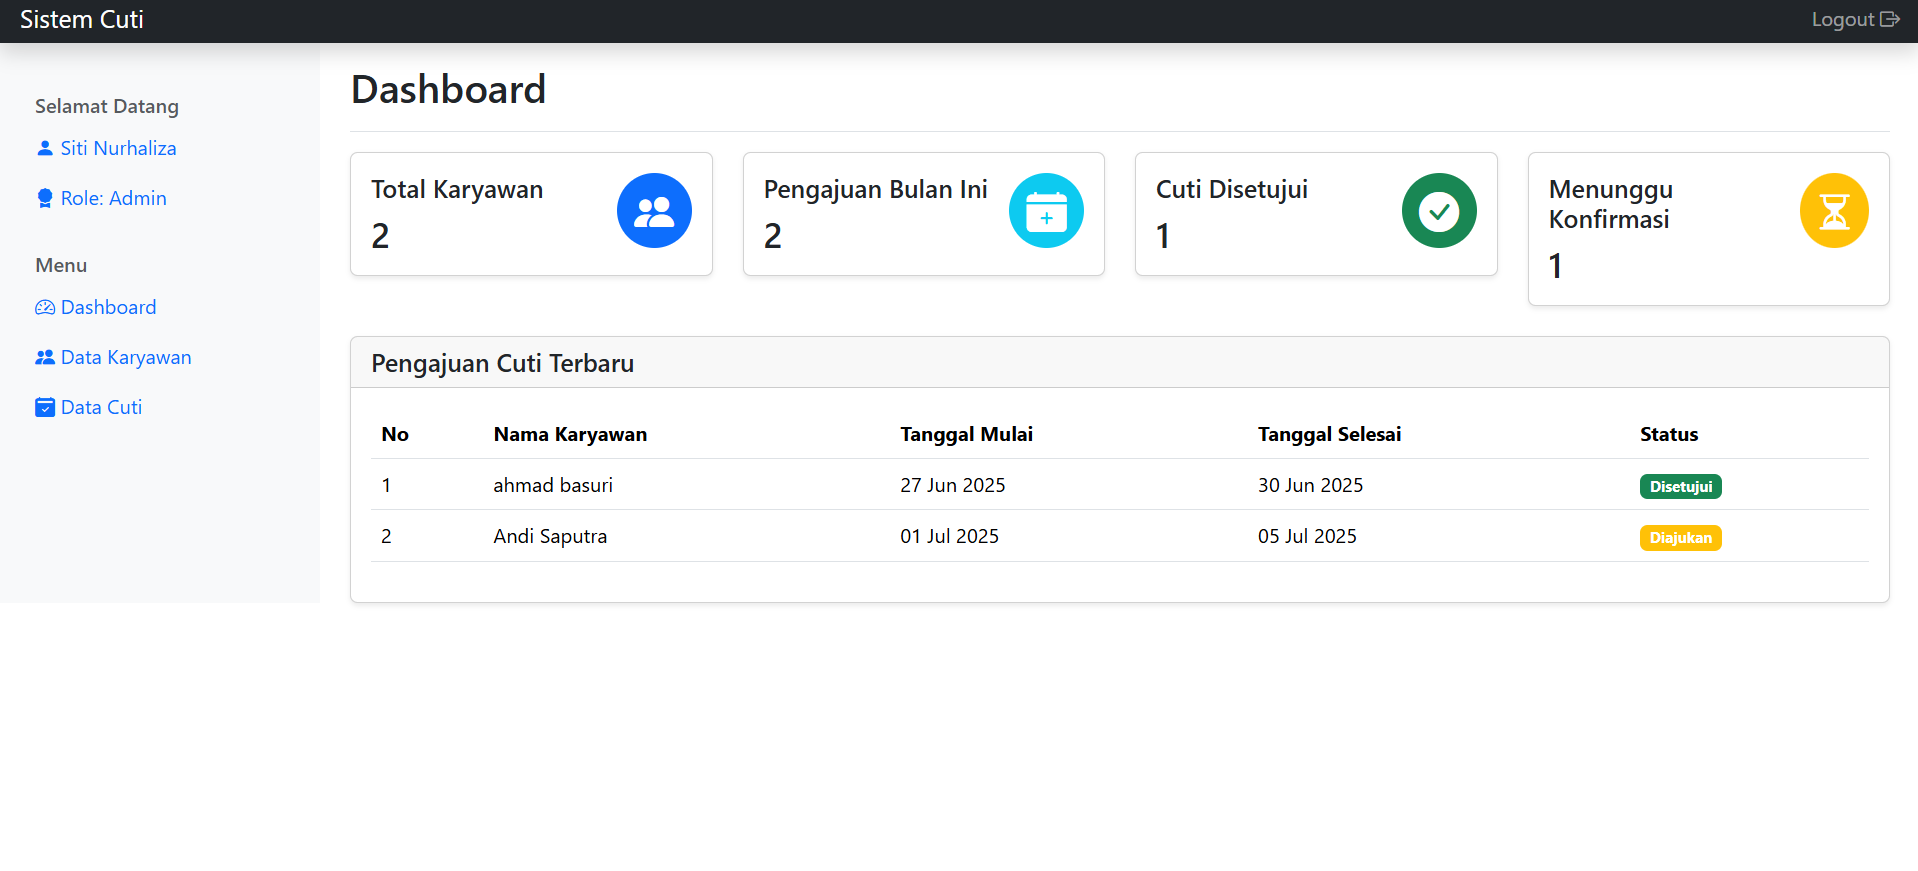 Sistem Cuti
Logout
Selamat Datang
Siti Nurhaliza
Role: Admin
Menu
Dashboard
Data Karyawan
Data Cuti
Dashboard
Total Karyawan
2
Pengajuan Bulan Ini
2
Cuti Disetujui
1
Menunggu
Konfirmasi
1
Pengajuan Cuti Terbaru
No Nama Karyawan Tanggal Mulai Tanggal Selesai Status
1 ahmad basuri 27 Jun 2025 30 Jun 2025 Disetujui
2 Andi Saputra 01 Jul 2025 05 Jul 2025 Diajukan